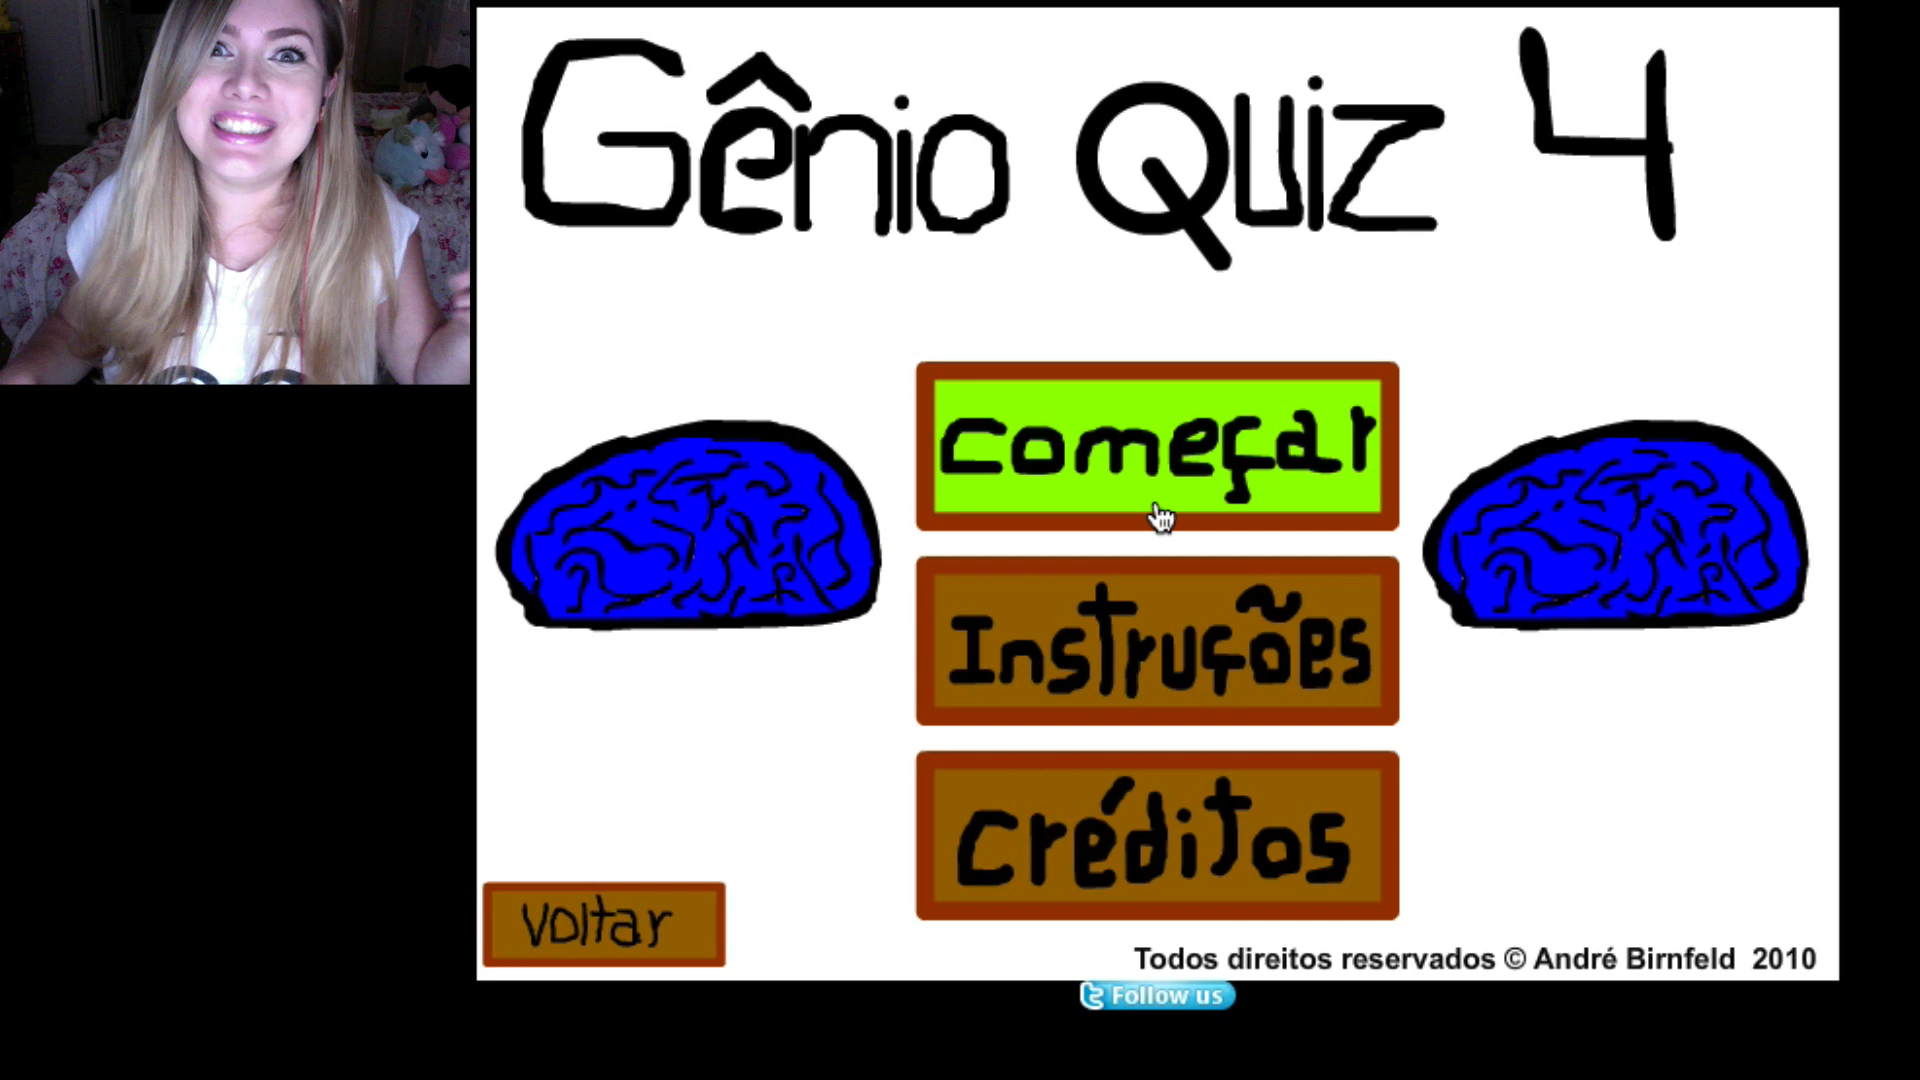 Gênio Quiz 4
Começar
Instruções
Créditos
Voltar
Todos direitos reservados © André Birnfeld 2010
Follow us